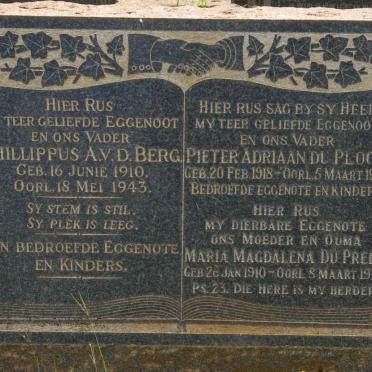 Hier Rus
teer geliefde Eggenoot
en ons Vader
hillippus A.v.d. Berg.
Geb. 16 Junie 1910.
Oorl. 18 Mei 1943.
Sy stem is stil.
Sy plek is leeg.
n bedroefde Eggenote
en Kinders.
Hier rus sag by sy Heer
my teer geliefde Eggenoot
en ons Vader
Pieter Adriaan du Ploo
Geb. 20 Feb. 1918 - Oorl. 5 Maart 19
Bedroefde eggenote en kinder
Hier Rus
my dierbare Eggenote
ons Moeder en Ouma
Maria Magdalena du Pree
Geb. 26 Jan 1910 - Oorl 8 Maart 19
Ps. 23. Die Here is my herder